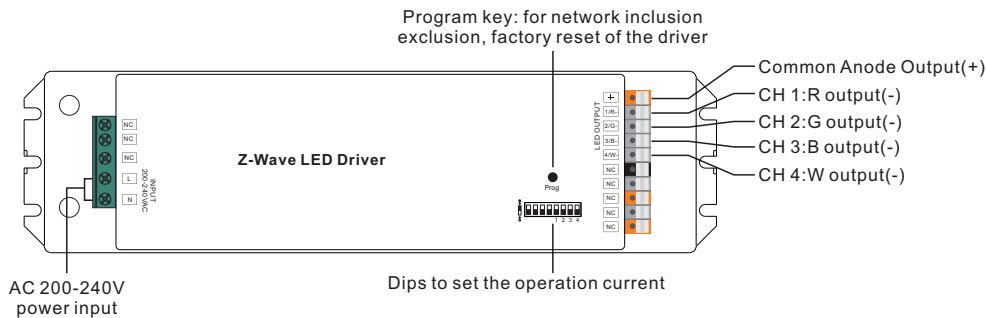 Program key: for network inclusion
exclusion, factory reset of the driver
Common Anode Output(+)
CH 1:R output(-)
CH 2:G output(-)
CH 3:B output(-)
CH 4:W output(-)
NC
NC
NC
L
N
INPUT
200-240VAC
Z-Wave LED Driver
Prog
1 2 3 4
LED OUTPUT
+
1/R-
2/G-
3/B-
4/W-
NC
NC
NC
NC
NC
AC 200-240V
power input
Dips to set the operation current